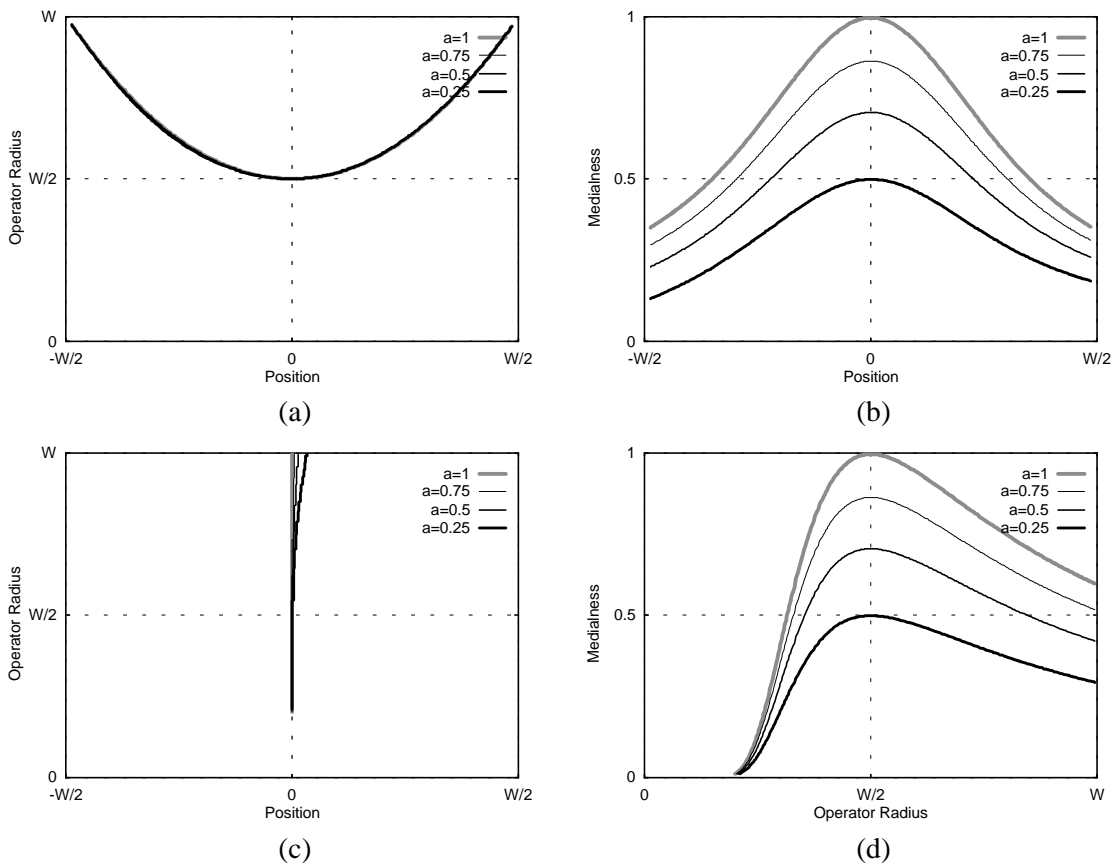 W
W/2
0
Operator Radius
-W/2 0 W/2
Position
a=1
a=0.75
a=0.5
a=0.25
(a)
1
0.5
0
Medialness
-W/2 0 W/2
Position
a=1
a=0.75
a=0.5
a=0.25
(b)
W
W/2
0
Operator Radius
-W/2 0 W/2
Position
a=1
a=0.75
a=0.5
a=0.25
(c)
1
0.5
0
Medialness
0 W/2 W
Operator Radius
a=1
a=0.75
a=0.5
a=0.25
(d)